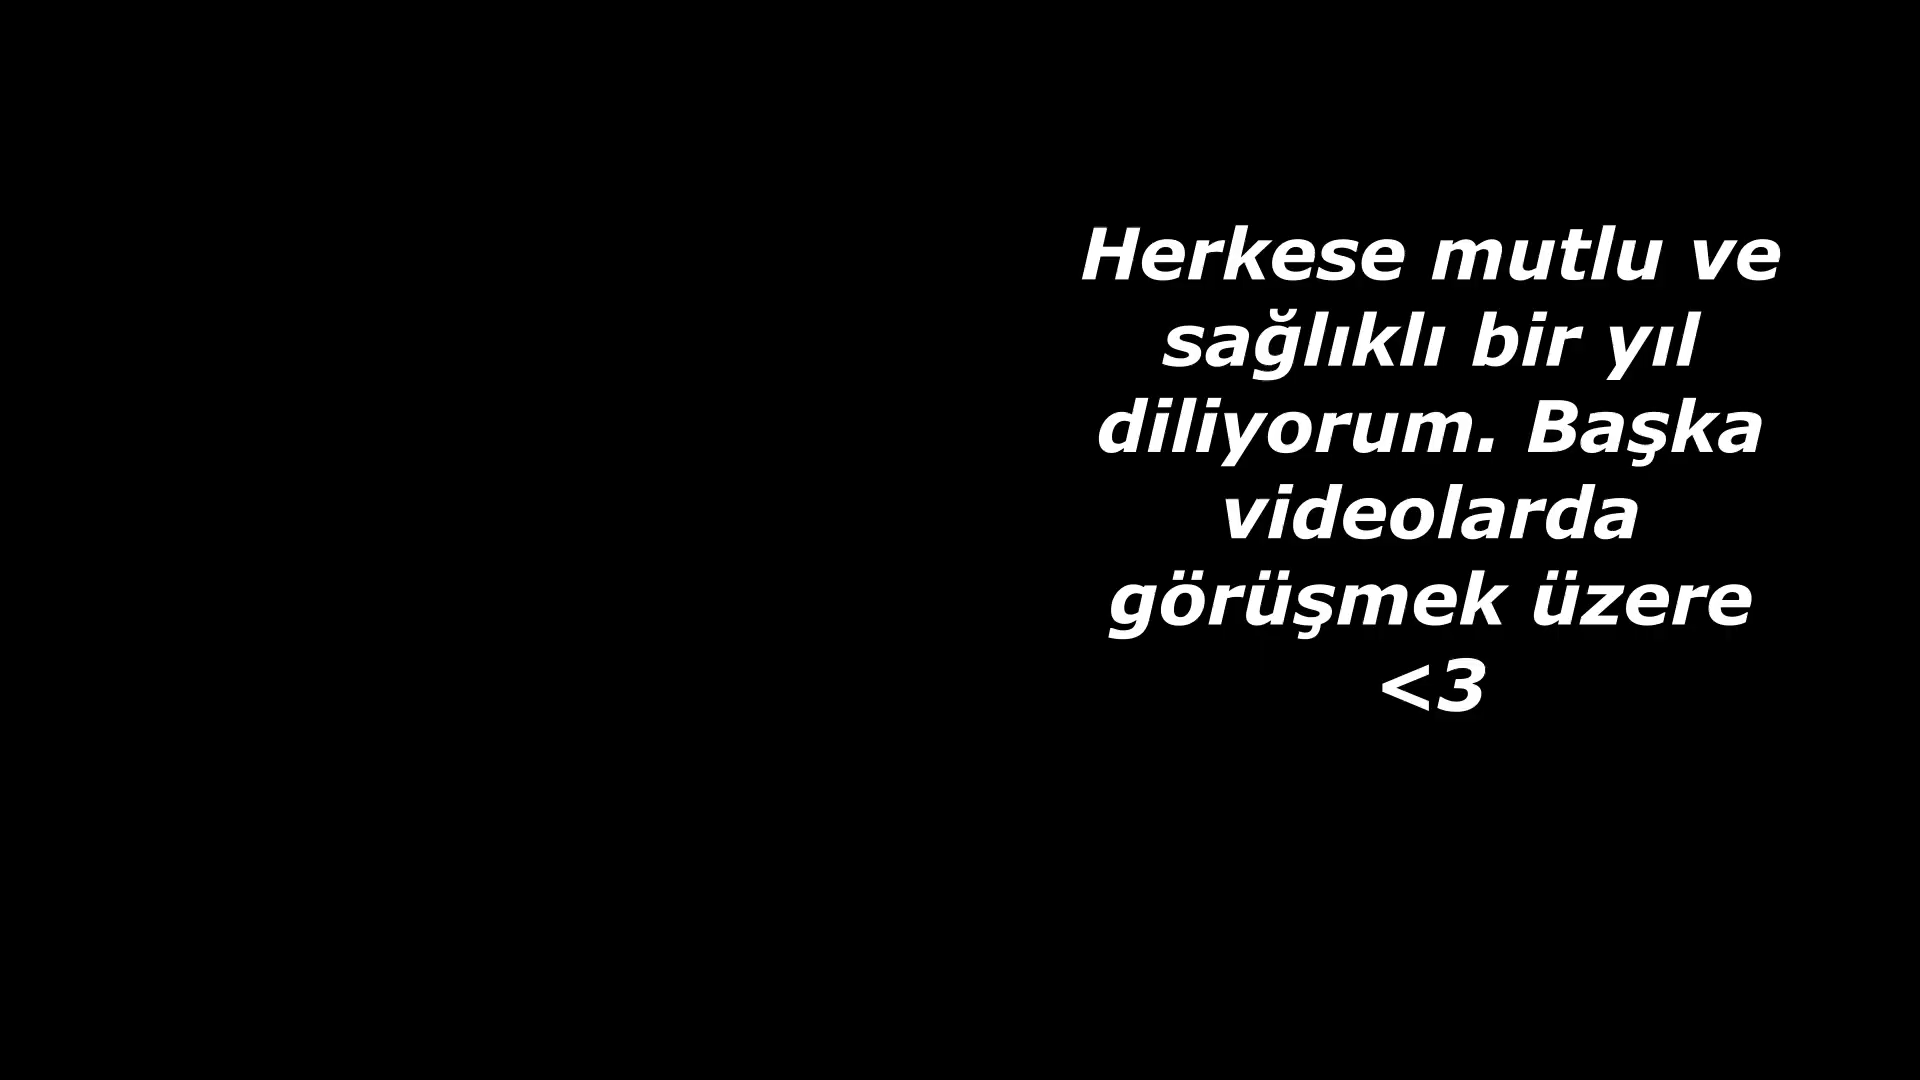 Herkese mutlu ve
sağlıklı bir yıl
diliyorum. Başka
videolarda
görüşmek üzere
<3